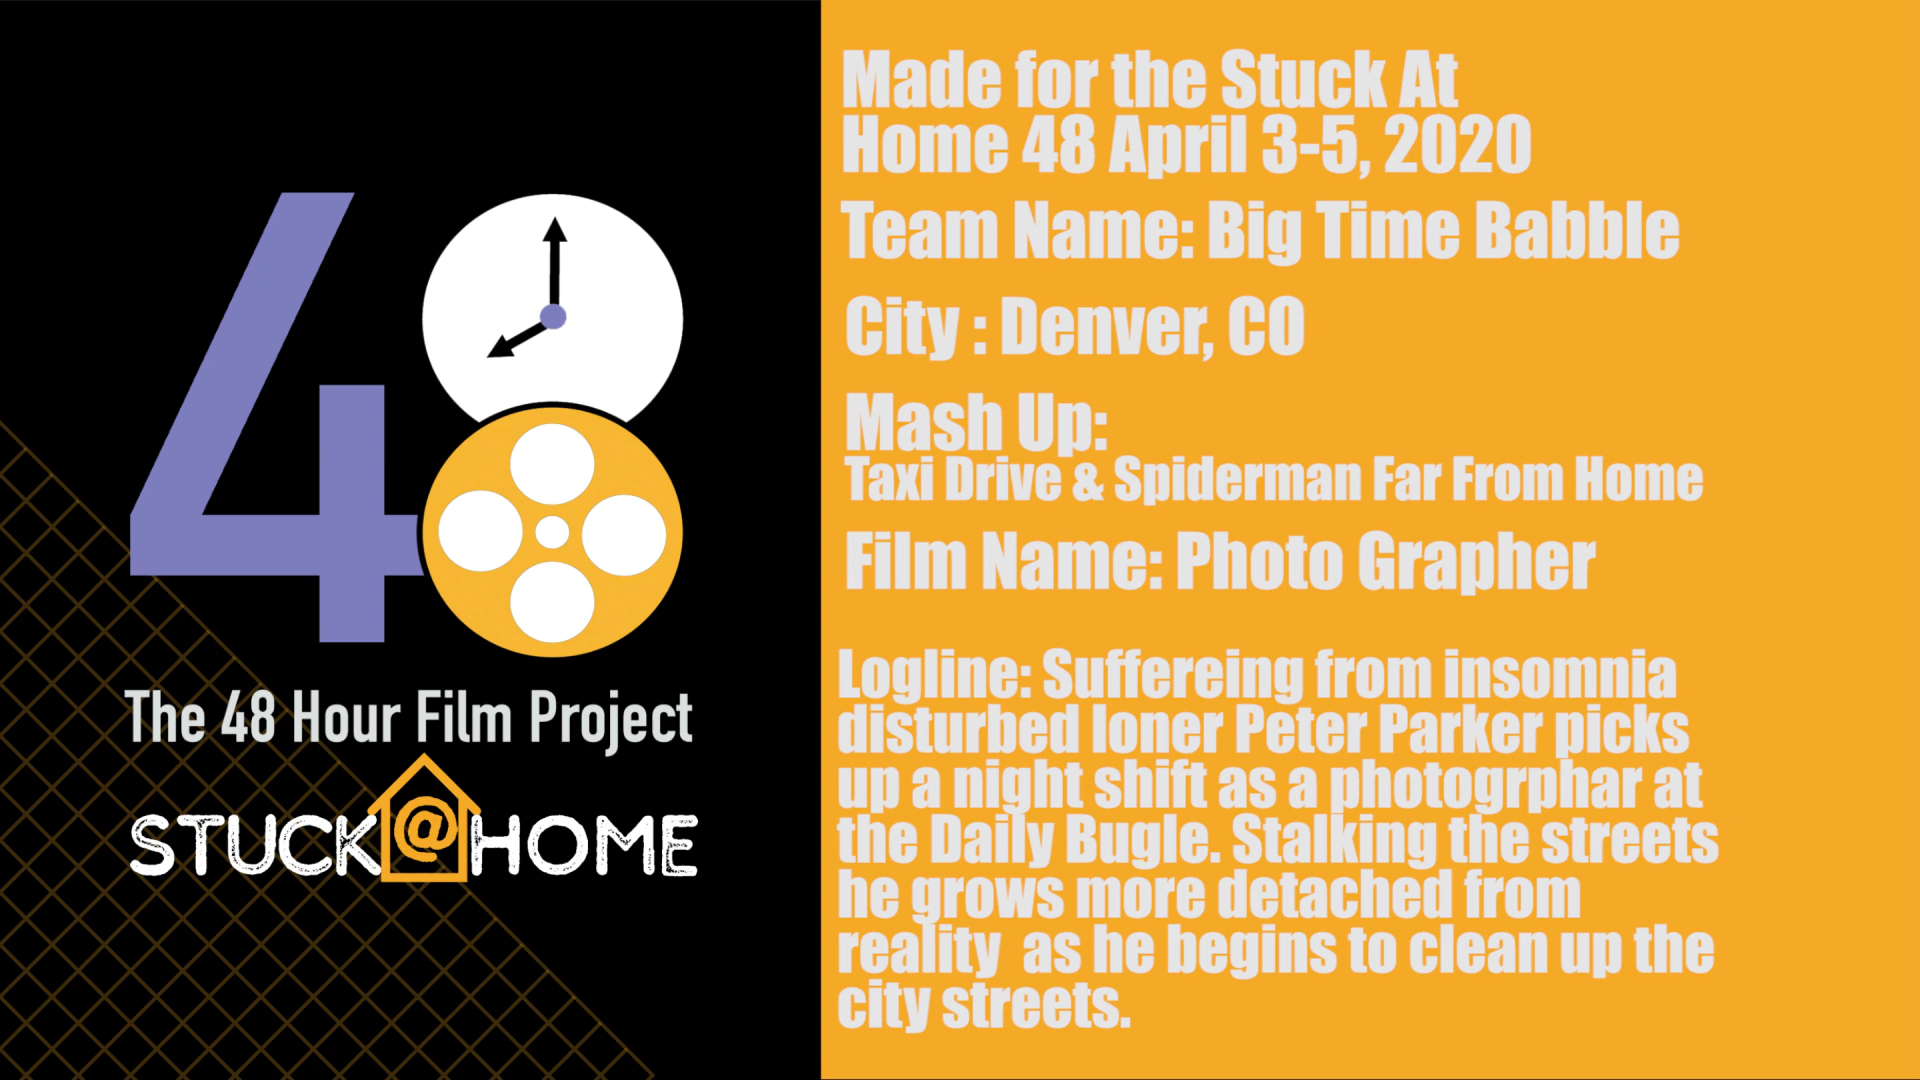 48
The 48 Hour Film Project
STUCK@HOME
Made for the Stuck At
Home 48 April 3-5, 2020
Team Name: Big Time Babble
City : Denver, CO
Mash Up:
Taxi Drive & Spiderman Far From Home
Film Name: Photo Grapher
Logline: Suffereing from insomnia
disturbed loner Peter Parker picks
up a night shift as a photogrphar at
the Daily Bugle. Stalking the streets
he grows more detached from
reality  as he begins to clean up the
city streets.